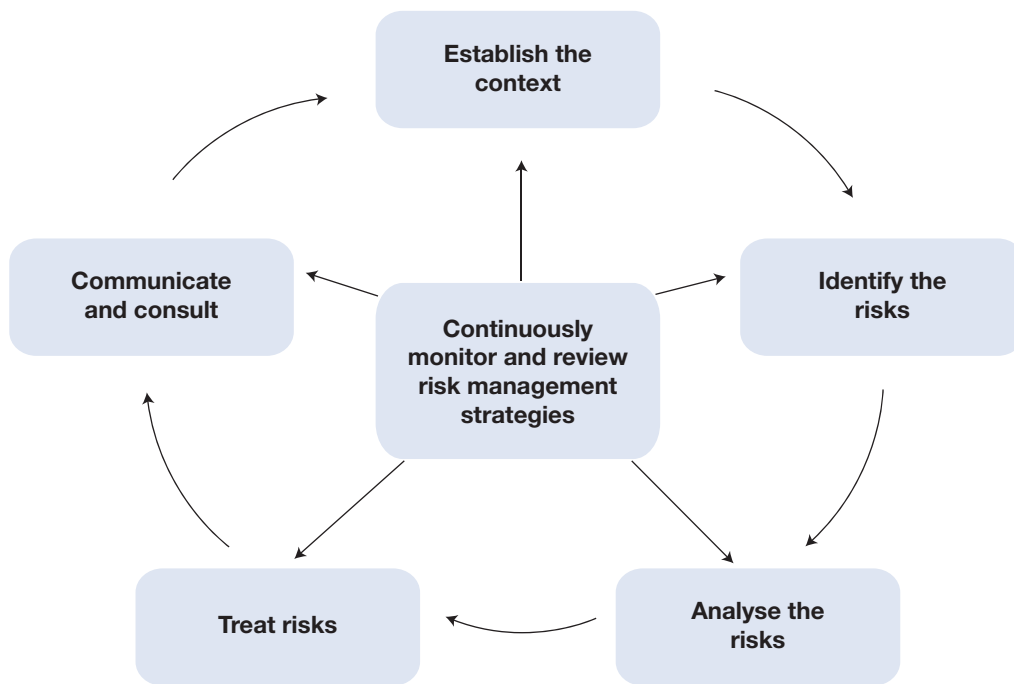 Establish the
context
Communicate
and consult
Identify the
risks
Continuously
monitor and review
risk management
strategies
Treat risks
Analyse the
risks